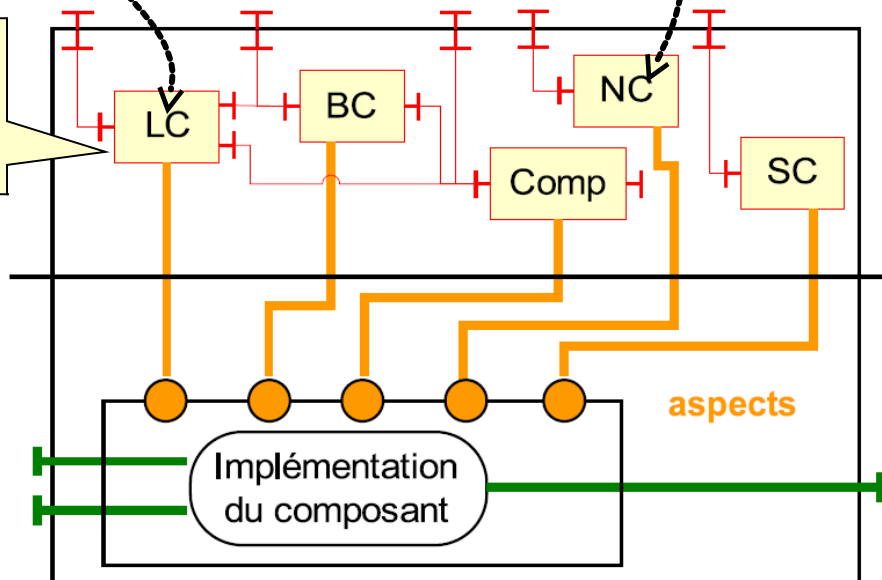 LC
BC
NC
Comp
SC
aspects
Implémentation
du composant